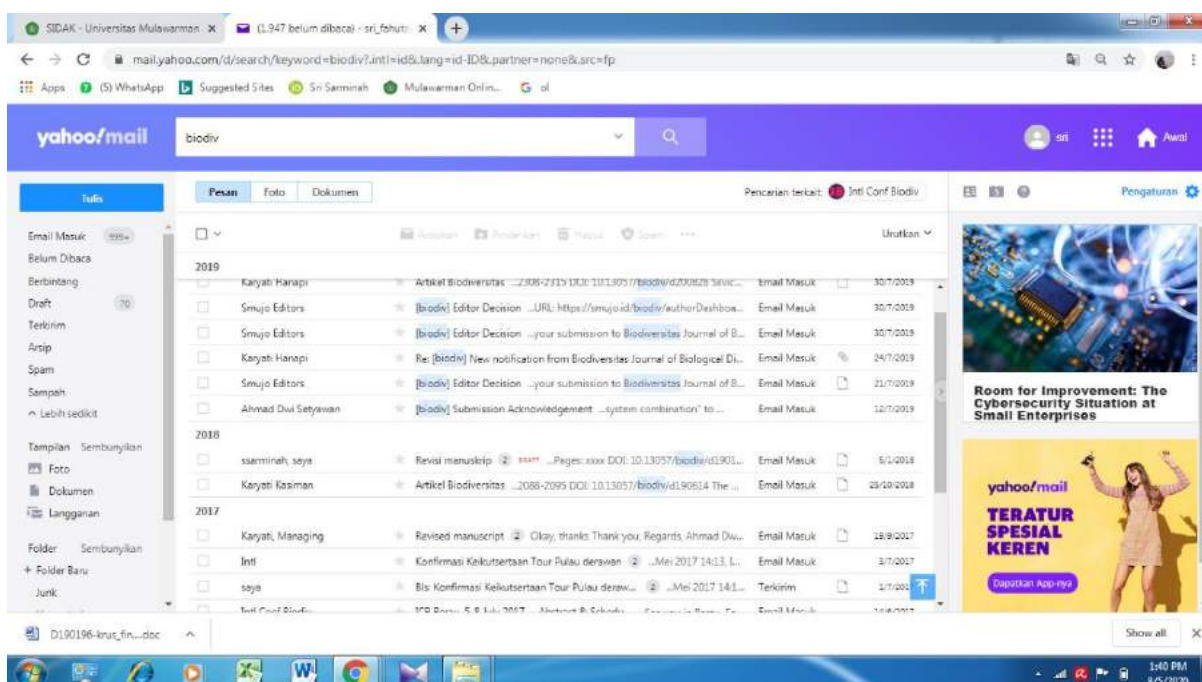 SIDAK - Universitas Mulawarman
(1.947 belum dibaca) - sri_fahut
mail.yahoo.com/d/search/keyword=biodiv?.intl=id&.lang=id-ID&.partner=none&.src=fp
Apps (5) WhatsApp Suggested Sites Sri Sarminah Mulawarman Onlin... G ol
yahoo!mail
biodiv
sri Awal
Tulis
Pesan Foto Dokumen
Pencarian terkait: Intl Conf Biodiv
Pengaturan
Email Masuk 999+
Belum Dibaca
Berbintang
Draft 70
Terkirim
Arsip
Spam
Sampah
Lebih sedikit
Tampilan Sembunyikan
Foto
Dokumen
Langganan
Folder Sembunyikan
+ Folder Baru
Junk
Spam ... Urutkan
2019
Karyati Hanapi Artikel Biodiversitas ...2308-2315 DOI: 10.13057/biodiv/d200828 Email Masuk 30/7/2019
Smujo Editors [biodiv] Editor Decision ...URL: https://smujo.id/biodiv/authorDashboa... Email Masuk 30/7/2019
Smujo Editors [biodiv] Editor Decision ...your submission to Biodiversitas Journal of B... Email Masuk 30/7/2019
Karyati Hanapi Re: [biodiv] New notification from Biodiversitas Journal of Biological Di... Email Masuk 24/7/2019
Smujo Editors [biodiv] Editor Decision ...your submission to Biodiversitas Journal of B... Email Masuk 21/7/2019
Ahmad Dwi Setyawan [biodiv] Submission Acknowledgement ...system combination" to ... Email Masuk 12/7/2019
2018
ssarminah, saya Revisi manuskrip 2 DRAFT ...Pages: xxxx DOI: 10.13057/biodiv/d1901... Email Masuk 2018
Karyati Kasiman Artikel Biodiversitas ...2088-2095 DOI: 10.13057/biodiv/d190614 The ... Email Masuk 25/10/2018
2017
Karyati, Managing Revised manuscript 2 Okay, thanks Thank you, Regards, Ahmad Dw... Email Masuk 2017
Intl Konfirmasi Keikutsertaan Tour Pulau derawan 2 ...Mei 2017 14:13, I... Email Masuk 3/7/2017
saya Bls: Konfirmasi Keikutsertaan Tour Pulau deraw... 2 ...Mei 2017 14:1... Terkirim
Room for Improvement: The
Cybersecurity Situation at
Small Enterprises
yahoo!mail
TERATUR
SPESIAL
KEREN
Dapatkan App-nya
D190196-krus_fin....doc
Show all
1:40 PM
8/5/2020